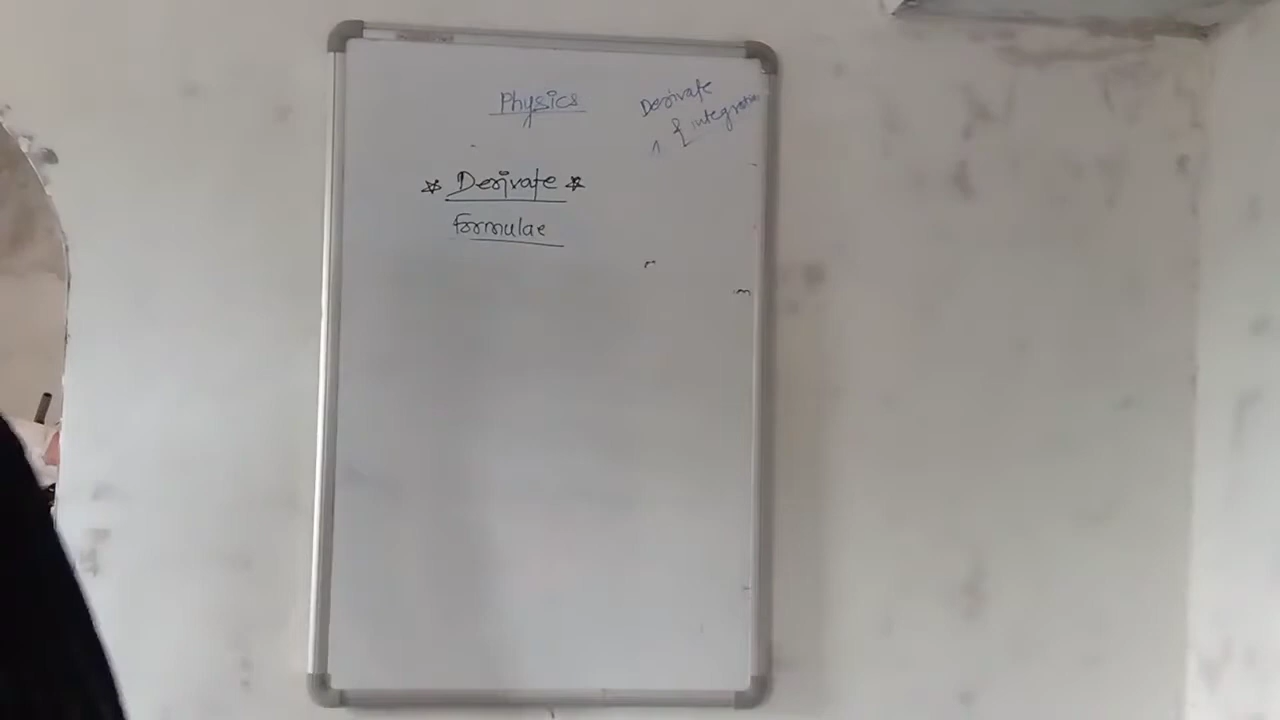 Physics
Derivate
& integration
* Derivate *
Formulae